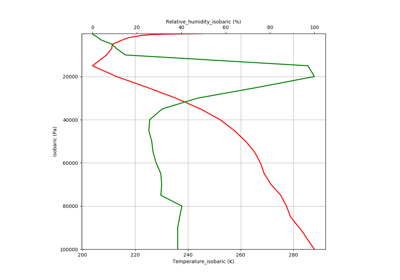 Relative_humidity_isobaric (%)
0 20 40 60 80 100
20000
40000
60000
80000
100000
Isobaric (Pa)
200 220 240 260 280
Temperature_isobaric (K)